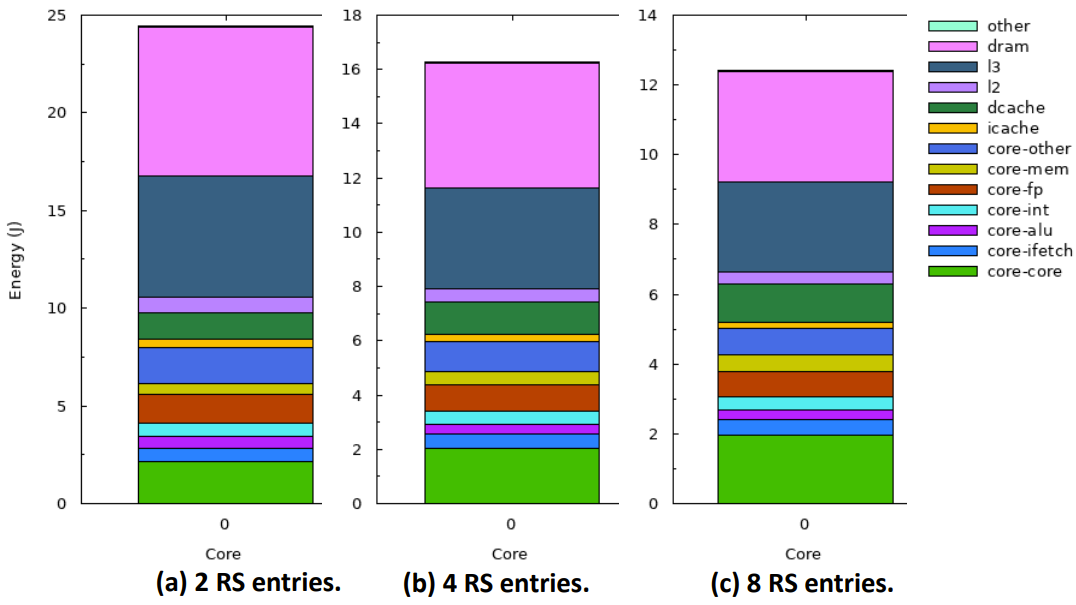 Energy (J)
25
20
15
10
5
0
0
Core
(a) 2 RS entries.
18
16
14
12
10
8
6
4
2
0
0
Core
(b) 4 RS entries.
14
12
10
8
6
4
2
0
0
Core
(c) 8 RS entries.
other
dram
l3
l2
dcache
icache
core-other
core-mem
core-fp
core-int
core-alu
core-ifetch
core-core